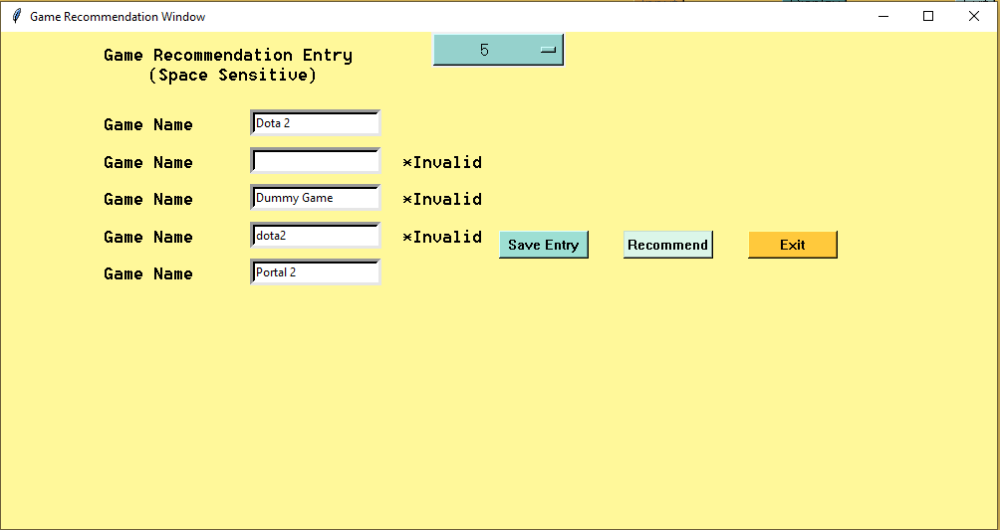 Game Recommendation Window
Game Recommendation Entry
(Space Sensitive)
5
Game Name Dota 2
Game Name *Invalid
Game Name Dummy Game *Invalid
Game Name dota2 *Invalid
Save Entry Recommend Exit
Game Name Portal 2